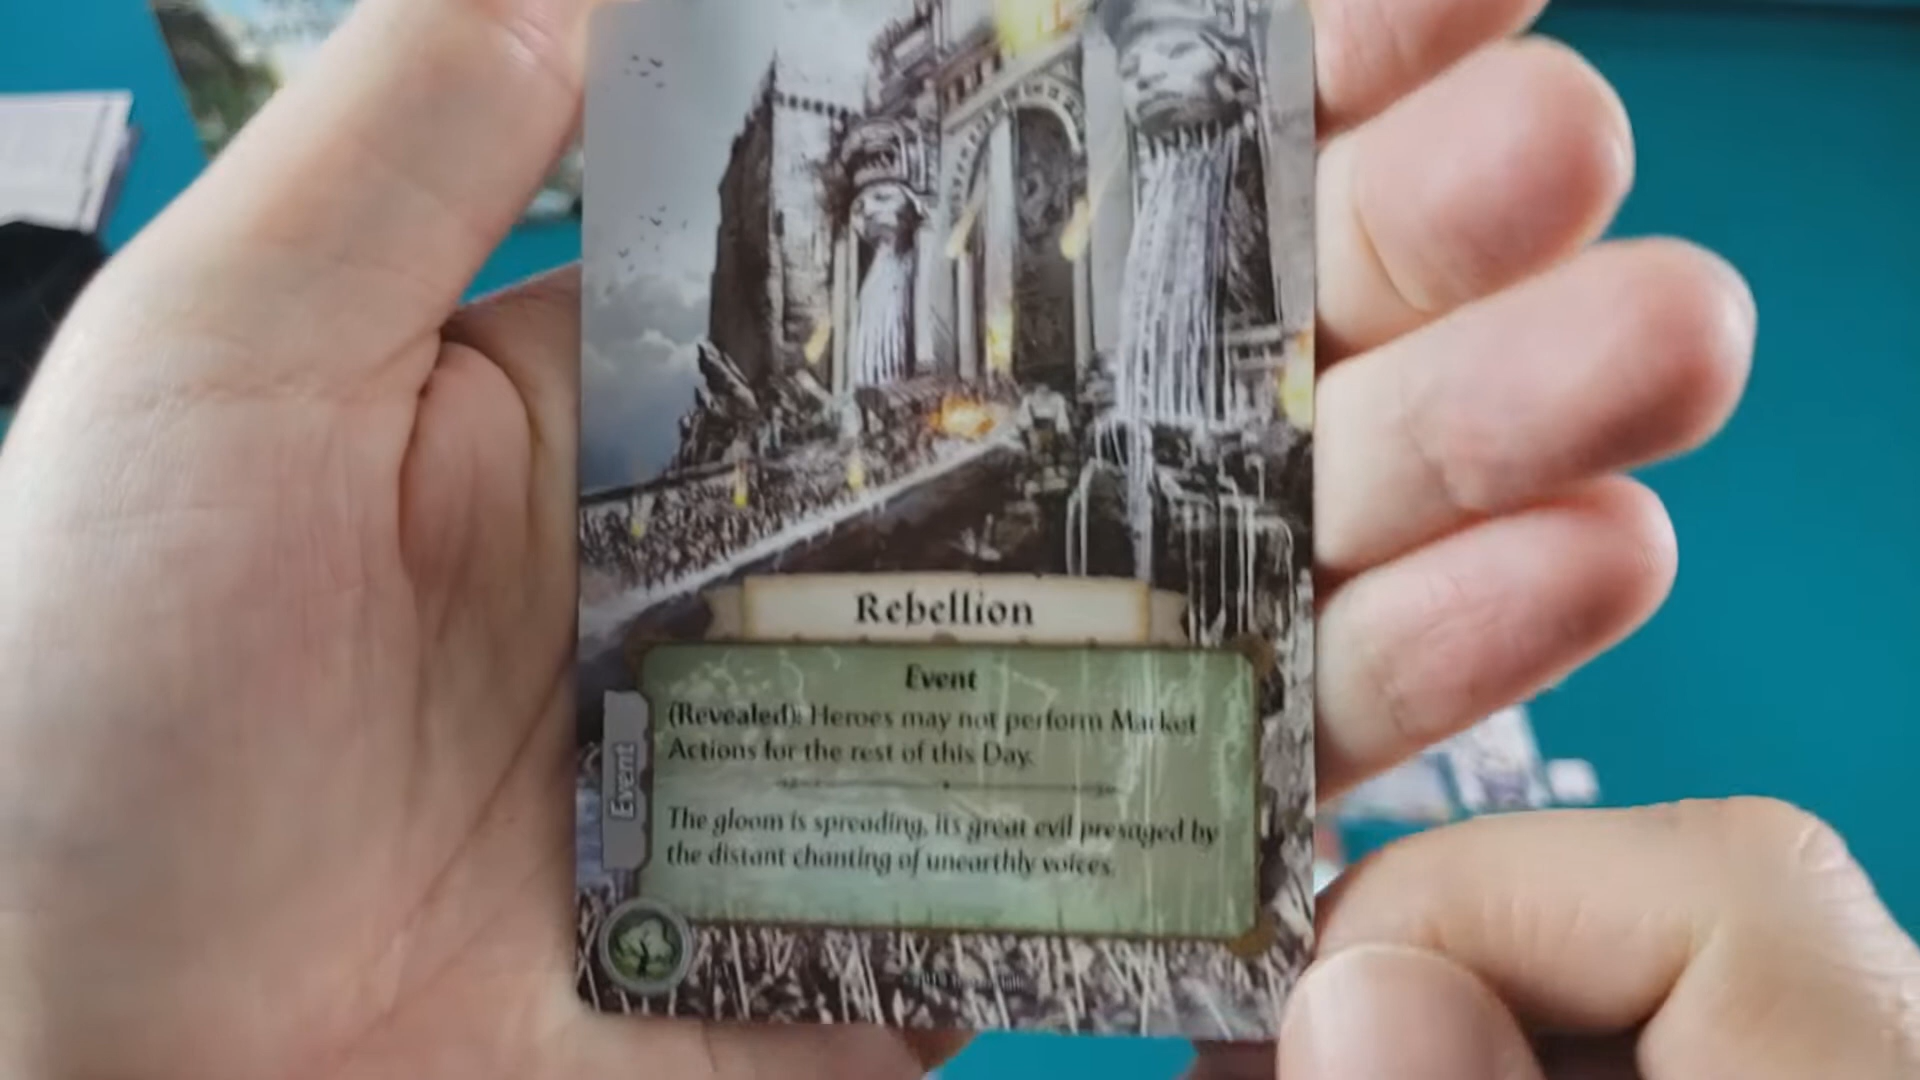 Rebellion
Event
(Revealed): Heroes may not perform Market
Actions for the rest of this Day.
The gloom is spreading, its great evil presaged by
the distant chanting of unearthly voices.
Event